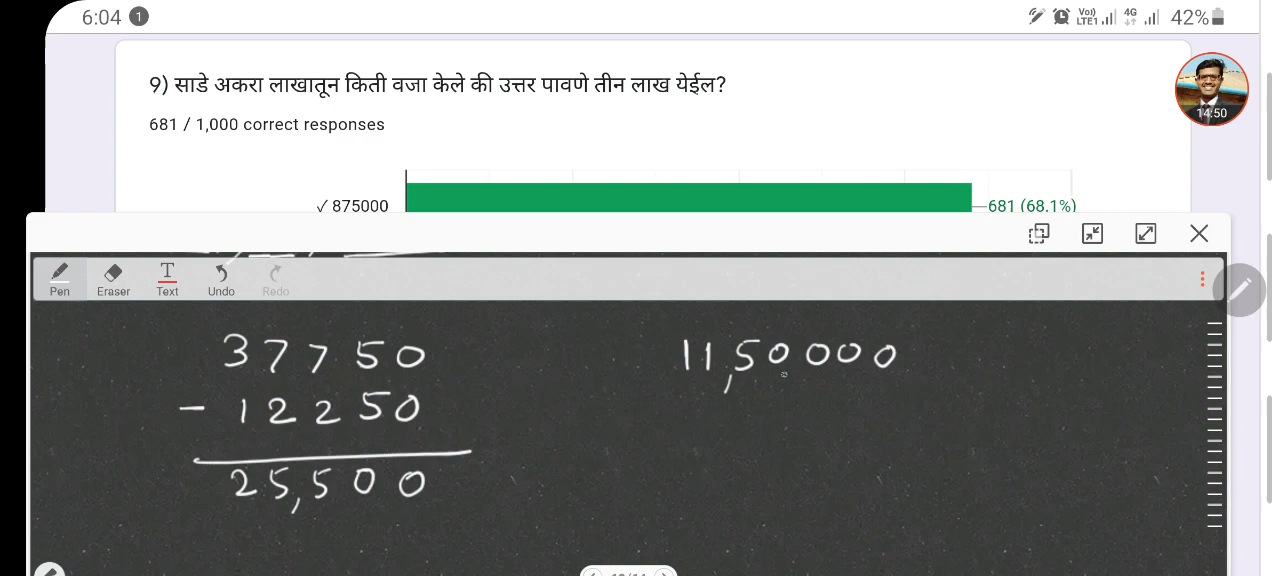 6:04 1 Vo) LTE1 4G 42%
9) साडे अकरा लाखातून किती वजा केले की उत्तर पावणे तीन लाख येईल?
681 / 1,000 correct responses
14:50
✓ 875000
681 (68.1%)
Pen Eraser Text Undo Redo
37750
- 12250
25,500
11,50000